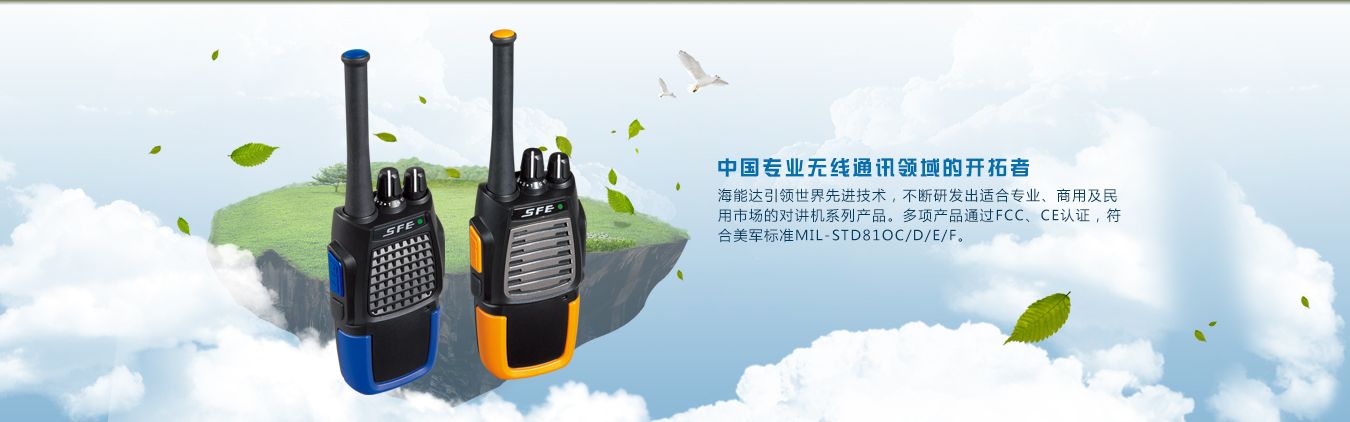 中国专业无线通讯领域的开拓者
海能达引领世界先进技术，不断研发出适合专业、商用及民
用市场的对讲机系列产品。多项产品通过FCC、CE认证，符
合美军标准MIL-STD81OC/D/E/F。
SFE
SFE